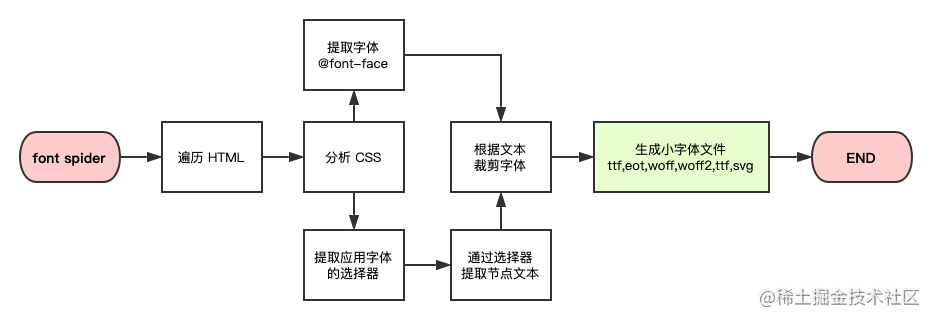 提取字体
@font-face
font spider
遍历 HTML
分析 CSS
根据文本
裁剪字体
生成小字体文件
ttf,eot,woff,woff2,ttf,svg
END
提取应用字体
的选择器
通过选择器
提取节点文本
@稀土掘金技术社区